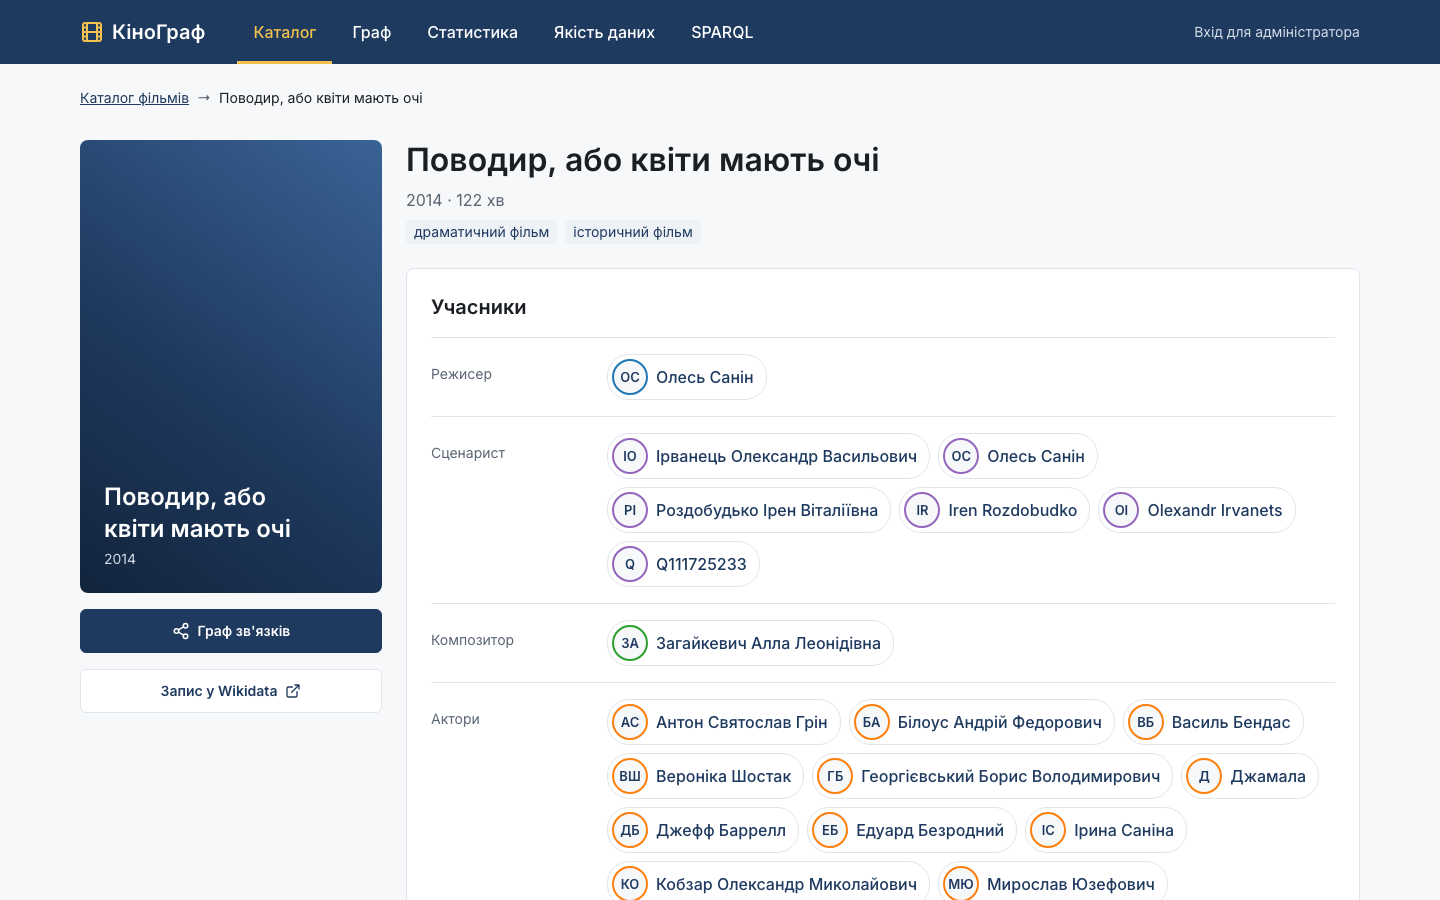 КіноГраф
Каталог
Граф
Статистика
Якість даних
SPARQL
Вхід для адміністратора
Каталог фільмів → Поводир, або квіти мають очі
Поводир, або
квіти мають очі
2014
Граф зв'язків
Запис у Wikidata
Поводир, або квіти мають очі
2014 · 122 хв
драматичний фільм
історичний фільм
Учасники
Режисер
ОС Олесь Санін
Сценарист
ІО Ірванець Олександр Васильович
ОС Олесь Санін
РІ Роздобудько Ірен Віталіївна
IR Iren Rozdobudko
OI Olexandr Irvanets
Q Q111725233
Композитор
ЗА Загайкевич Алла Леонідівна
Актори
АС Антон Святослав Грін
БА Білоус Андрій Федорович
ВБ Василь Бендас
ВШ Вероніка Шостак
ГБ Георгієвський Борис Володимирович
Д Джамала
ДБ Джефф Баррелл
ЕБ Едуард Безродний
ІС Ірина Саніна
КО Кобзар Олександр Миколайович
МЮ Мирослав Юзефович